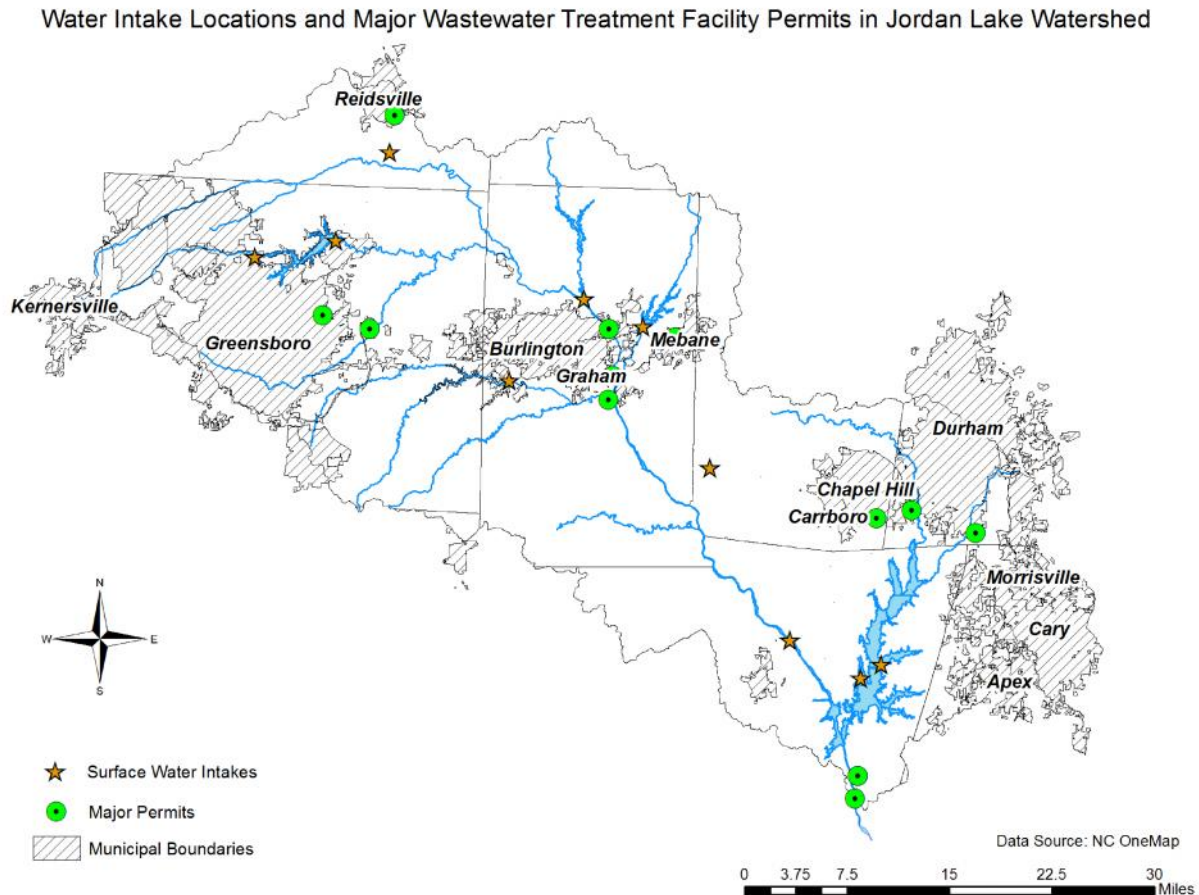 Water Intake Locations and Major Wastewater Treatment Facility Permits in Jordan Lake Watershed
Reidsville
Kernersville
Greensboro
Burlington
Mebane
Graham
Durham
Chapel Hill
Carrboro
Morrisville
Cary
Apex
N
W
E
S
Surface Water Intakes
Major Permits
Municipal Boundaries
Data Source: NC OneMap
0 3.75 7.5 15 22.5 30
Miles